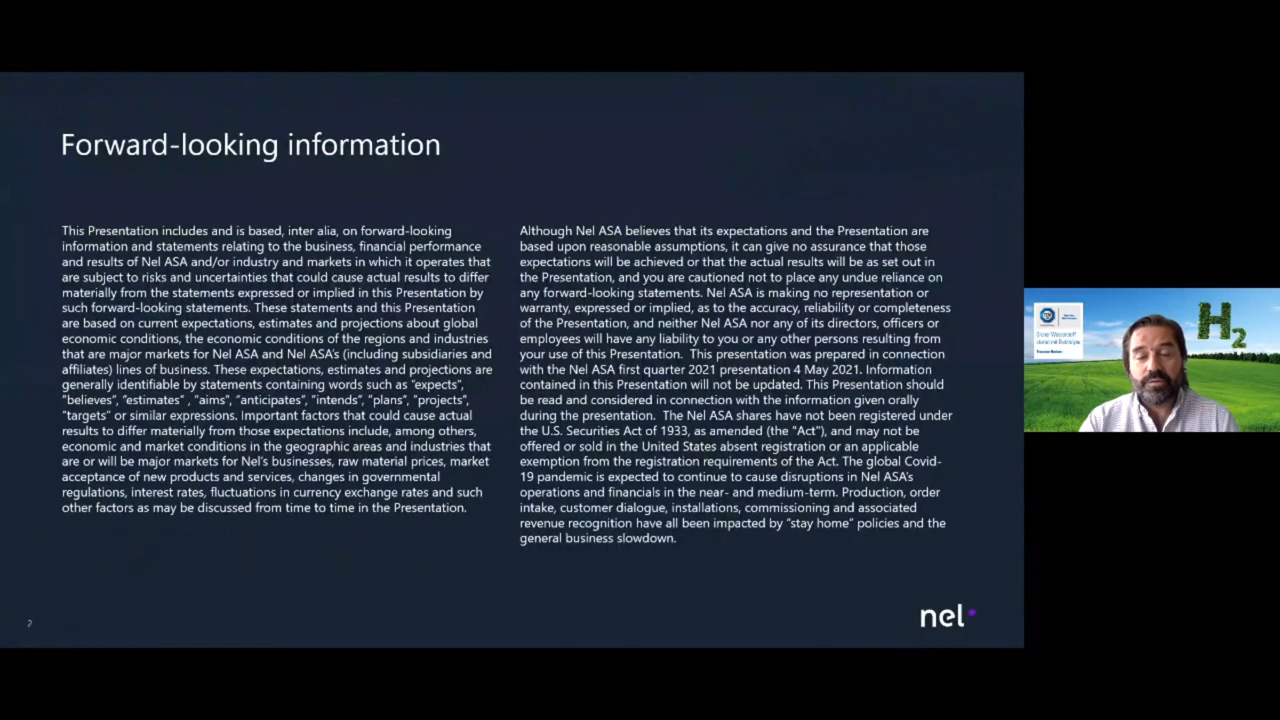 Forward-looking information
This Presentation includes and is based, inter alia, on forward-looking
information and statements relating to the business, financial performance
and results of Nel ASA and/or industry and markets in which it operates that
are subject to risks and uncertainties that could cause actual results to differ
materially from the statements expressed or implied in this Presentation by
such forward-looking statements. These statements and this Presentation
are based on current expectations, estimates and projections about global
economic conditions, the economic conditions of the regions and industries
that are major markets for Nel ASA and Nel ASA's (including subsidiaries and
affiliates) lines of business. These expectations, estimates and projections are
generally identifiable by statements containing words such as "expects",
"believes", "estimates" , "aims", "anticipates", "intends", "plans", "projects",
"targets" or similar expressions. Important factors that could cause actual
results to differ materially from those expectations include, among others,
economic and market conditions in the geographic areas and industries that
are or will be major markets for Nel's businesses, raw material prices, market
acceptance of new products and services, changes in governmental
regulations, interest rates, fluctuations in currency exchange rates and such
other factors as may be discussed from time to time in the Presentation.
Although Nel ASA believes that its expectations and the Presentation are
based upon reasonable assumptions, it can give no assurance that those
expectations will be achieved or that the actual results will be as set out in
the Presentation, and you are cautioned not to place any undue reliance on
any forward-looking statements. Nel ASA is making no representation or
warranty, expressed or implied, as to the accuracy, reliability or completeness
of the Presentation, and neither Nel ASA nor any of its directors, officers or
employees will have any liability to you or any other persons resulting from
your use of this Presentation. This presentation was prepared in connection
with the Nel ASA first quarter 2021 presentation 4 May 2021. Information
contained in this Presentation will not be updated. This Presentation should
be read and considered in connection with the information given orally
during the presentation. The Nel ASA shares have not been registered under
the U.S. Securities Act of 1933, as amended (the "Act"), and may not be
offered or sold in the United States absent registration or an applicable
exemption from the registration requirements of the Act. The global Covid-
19 pandemic is expected to continue to cause disruptions in Nel ASA's
operations and financials in the near- and medium-term. Production, order
intake, customer dialogue, installations, commissioning and associated
revenue recognition have all been impacted by "stay home" policies and the
general business slowdown.
2
nel
H2